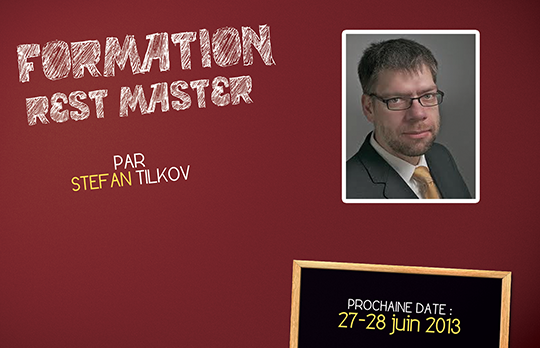 FORMATION
REST MASTER
PAR
STEFAN TILKOV
PROCHAINE DATE :
27-28 juin 2013